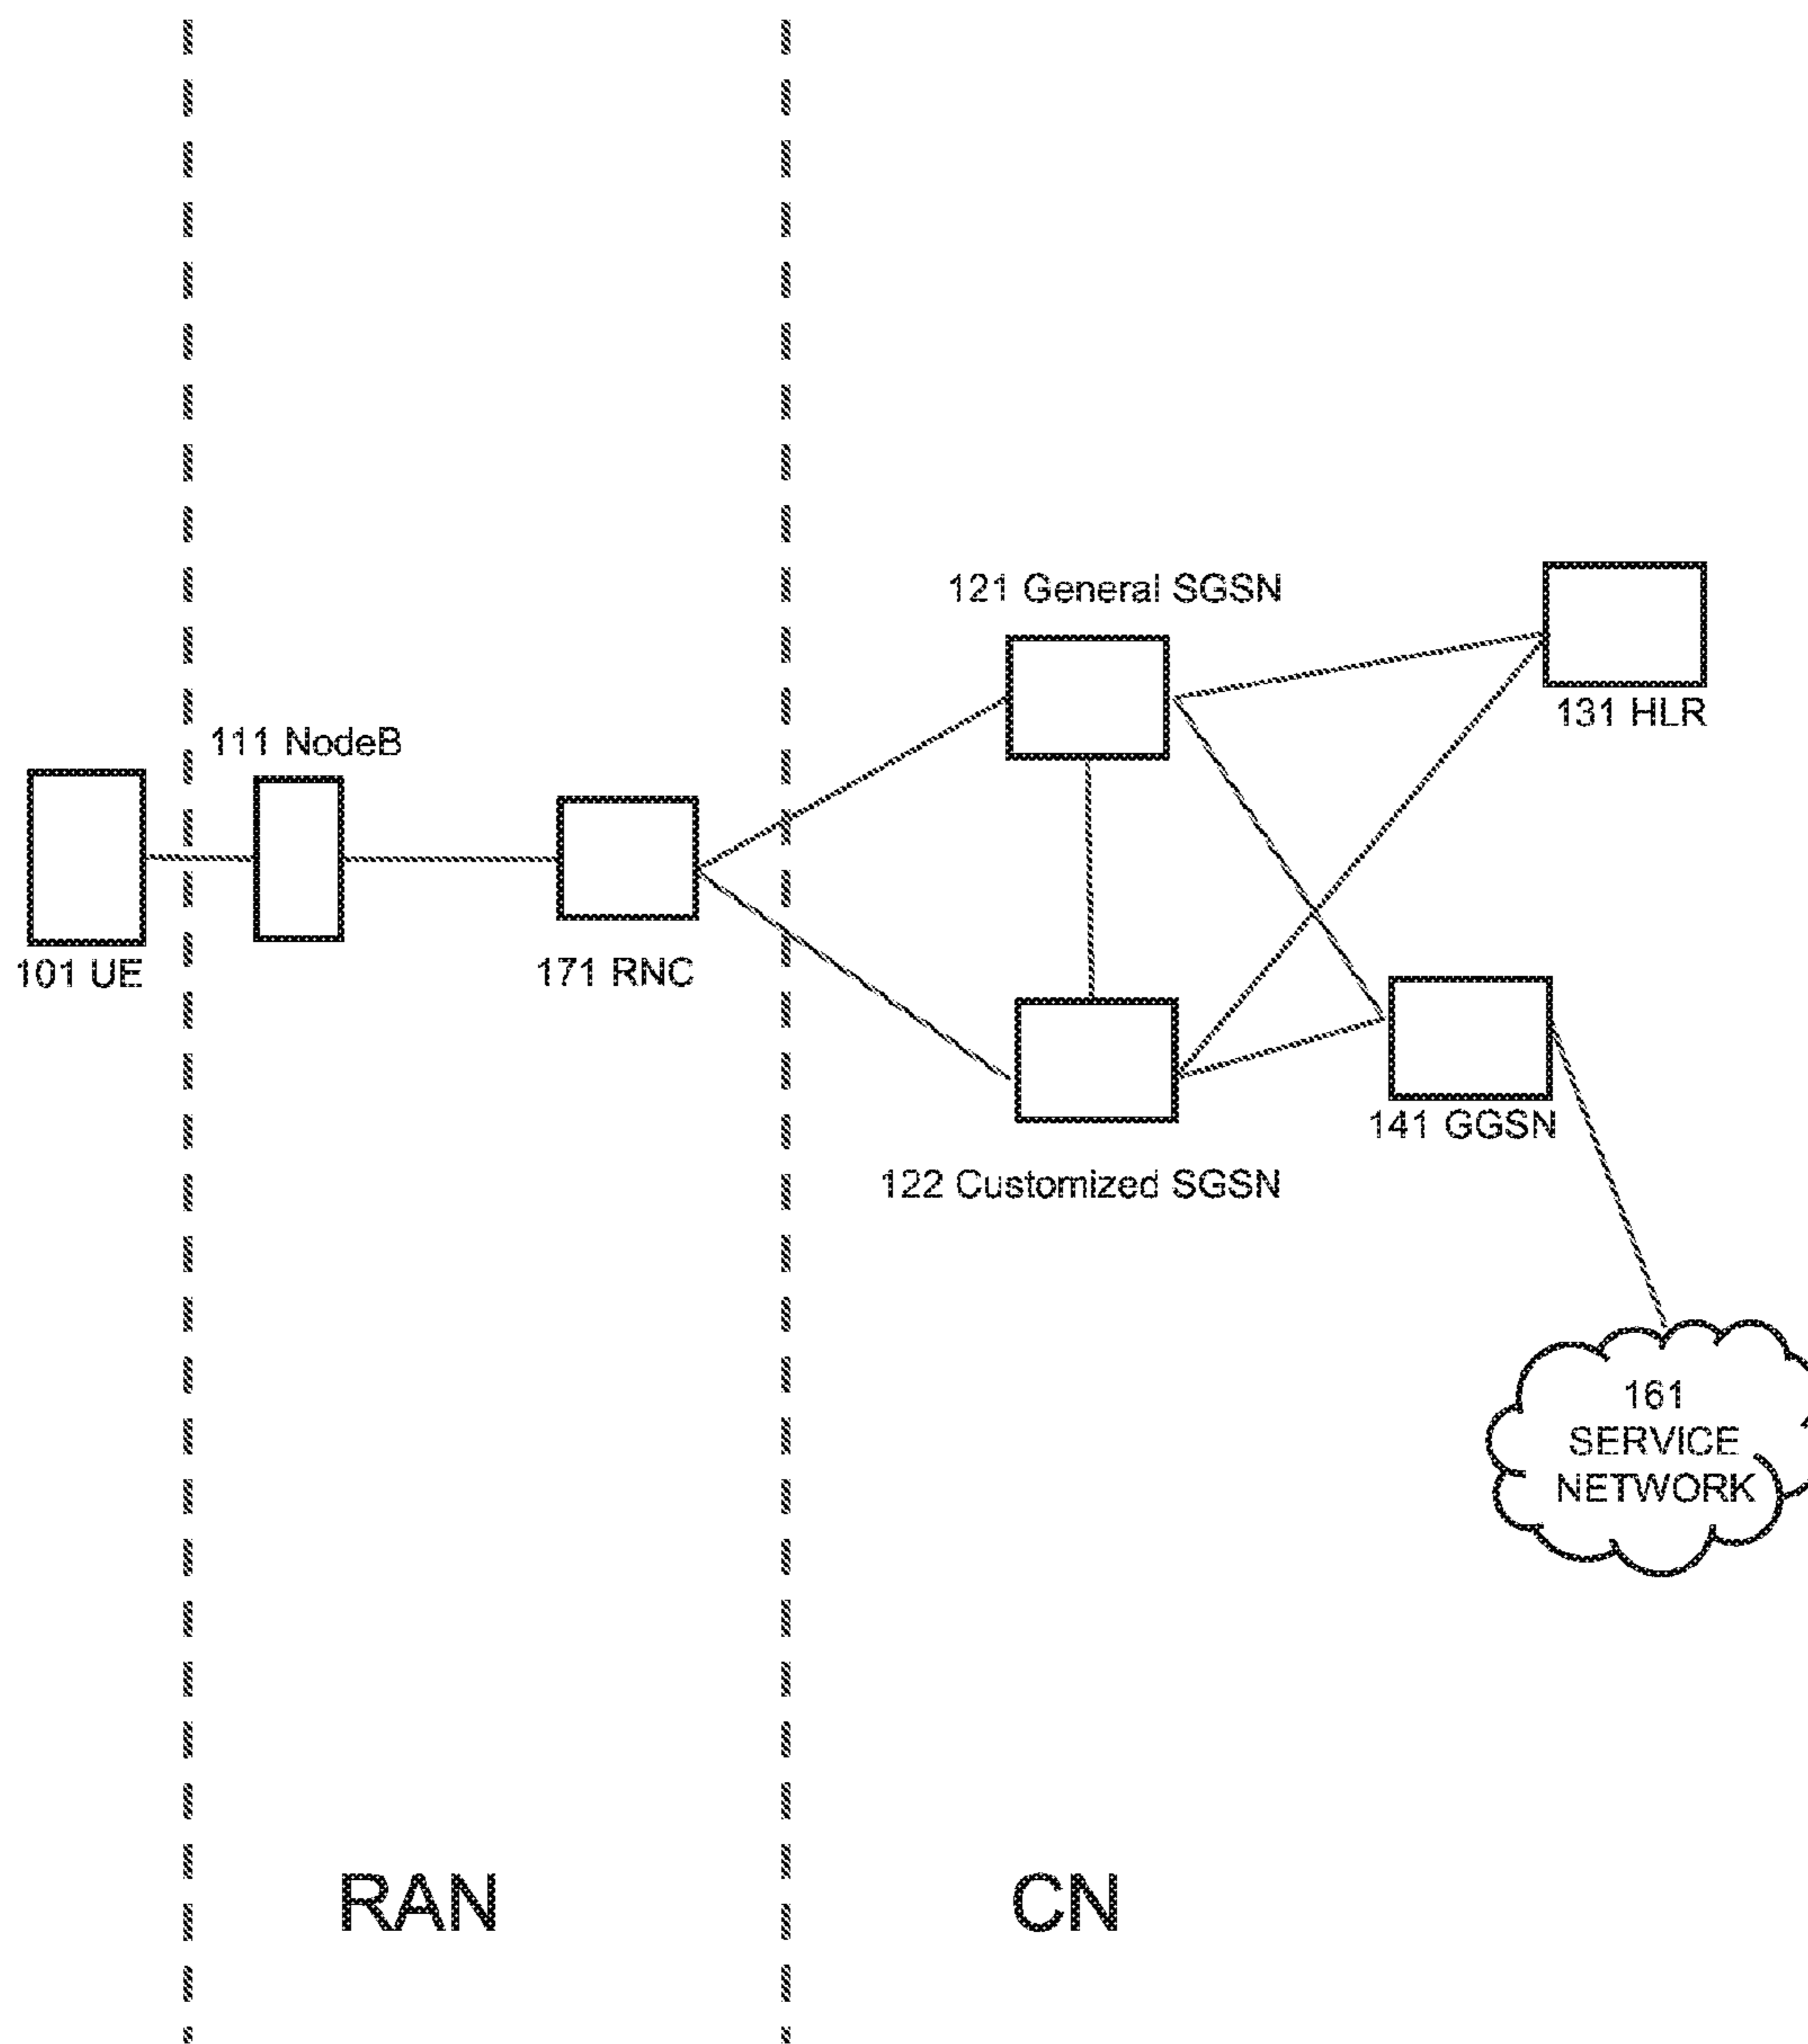 121 General SGSN
131 HLR
111 NodeB
101 UE
171 RNC
141 GGSN
122 Customized SGSN
161
SERVICE
NETWORK
RAN
CN